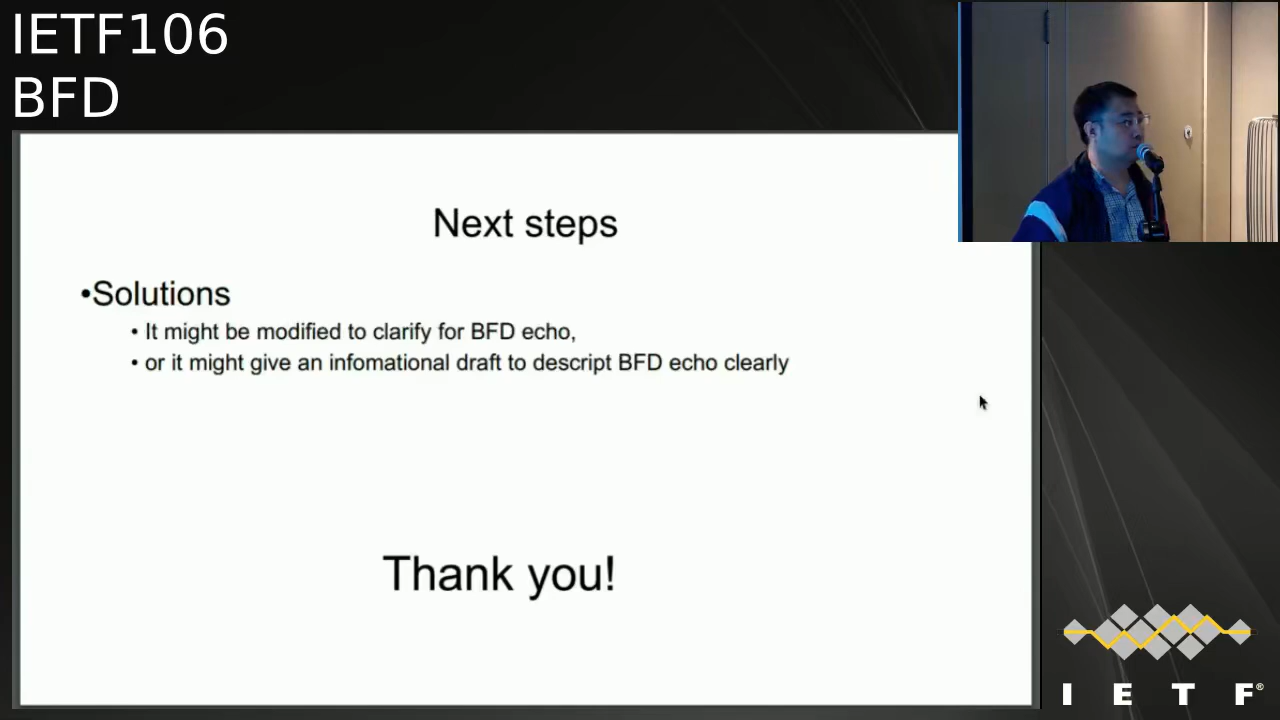 IETF106
BFD
Next steps
•Solutions
• It might be modified to clarify for BFD echo,
• or it might give an infomational draft to descript BFD echo clearly
Thank you!
I E T F®